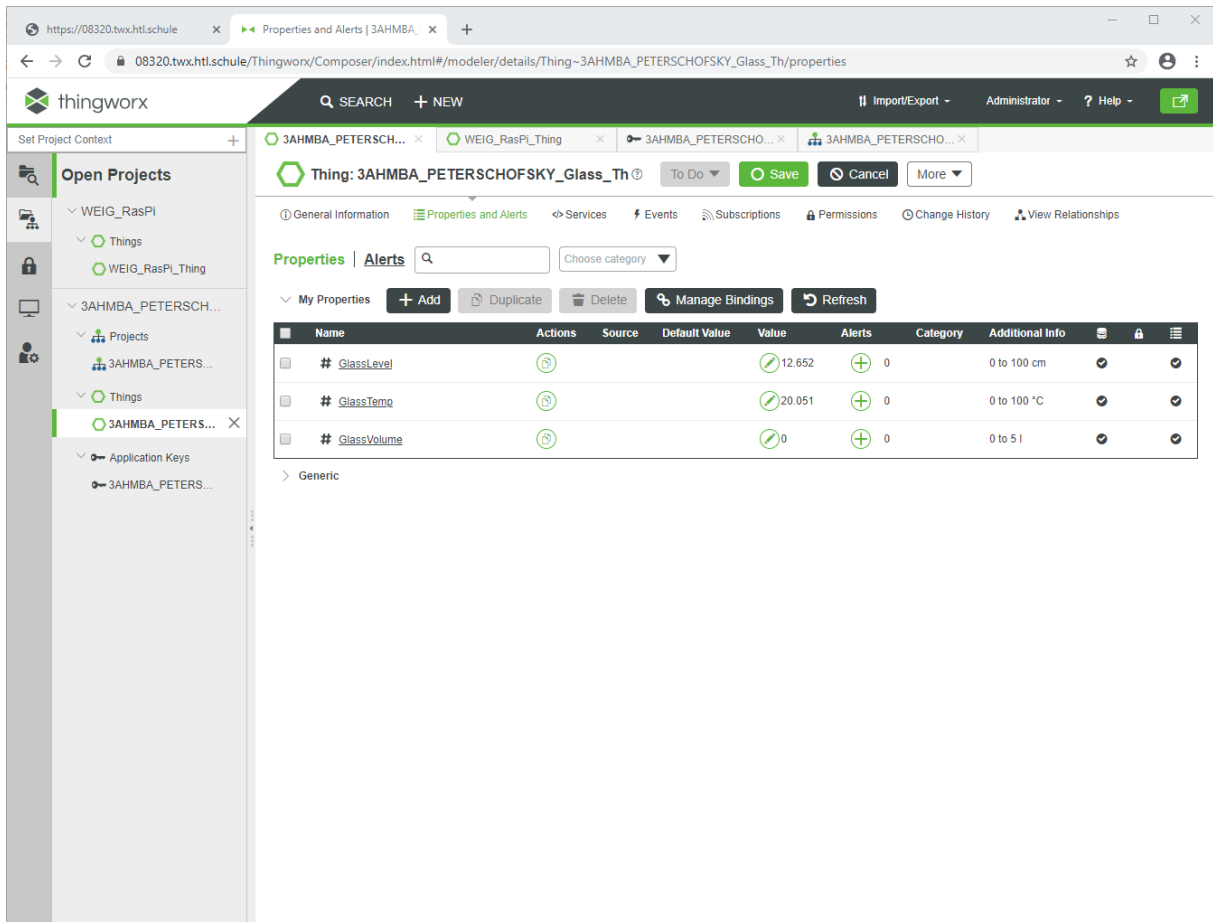 https://08320.twx.htl.schule
Properties and Alerts | 3AHMBA_
08320.twx.htl.schule/Thingworx/Composer/index.html#/modeler/details/Thing~3AHMBA_PETERSCHOFSKY_Glass_Th/properties
thingworx
SEARCH
NEW
Import/Export
Administrator
? Help
Set Project Context
3AHMBA_PETERSCH...
WEIG_RasPi_Thing
3AHMBA_PETERSCHO...
3AHMBA_PETERSCHO...
Open Projects
WEIG_RasPi
Things
WEIG_RasPi_Thing
3AHMBA_PETERSCH...
Projects
3AHMBA_PETERS...
Things
3AHMBA_PETERS...
Application Keys
3AHMBA_PETERS...
Thing: 3AHMBA_PETERSCHOFSKY_Glass_Th
To Do
Save
Cancel
More
General Information
Properties and Alerts
</> Services
Events
Subscriptions
Permissions
Change History
View Relationships
Properties | Alerts
Choose category
My Properties
Add
Duplicate
Delete
Manage Bindings
Refresh
Name Actions Source Default Value Value Alerts Category Additional Info
# GlassLevel 12.652 0 0 to 100 cm
# GlassTemp 20.051 0 0 to 100 °C
# GlassVolume 0 0 0 to 5 l
Generic